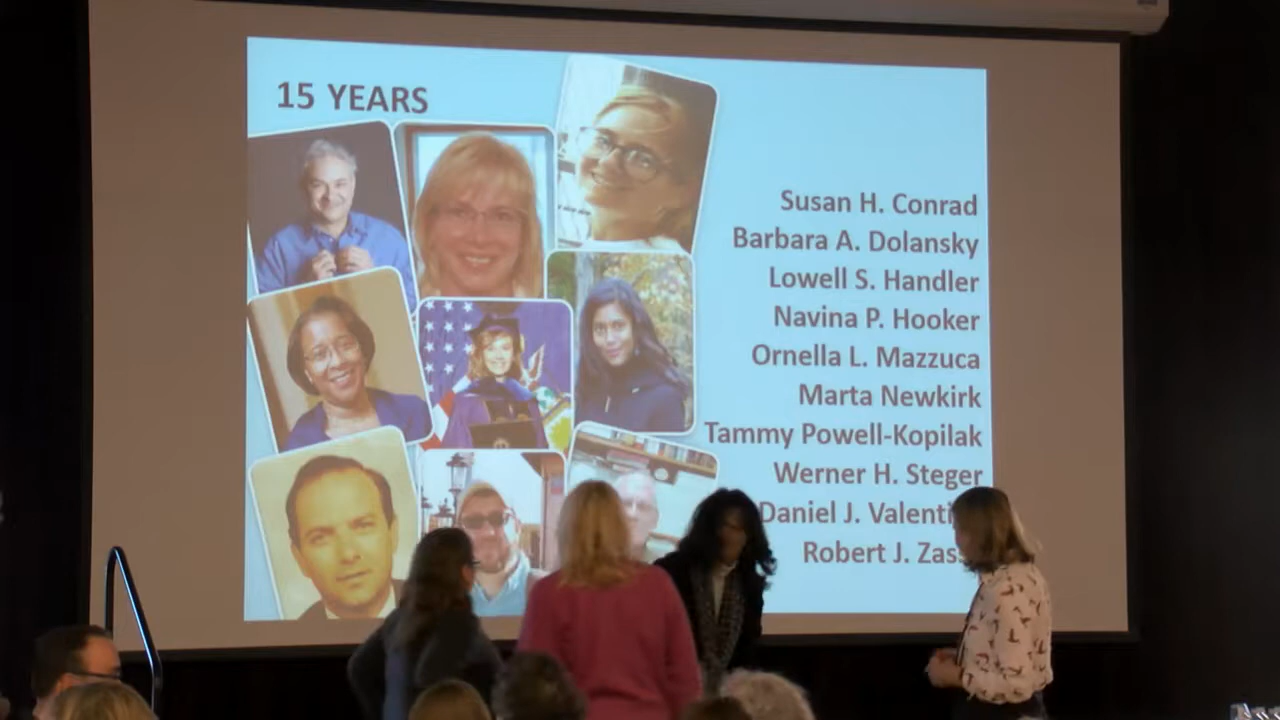 15 YEARS
Susan H. Conrad
Barbara A. Dolansky
Lowell S. Handler
Navina P. Hooker
Ornella L. Mazzuca
Marta Newkirk
Tammy Powell-Kopilak
Werner H. Steger
Daniel J.
Robert J.